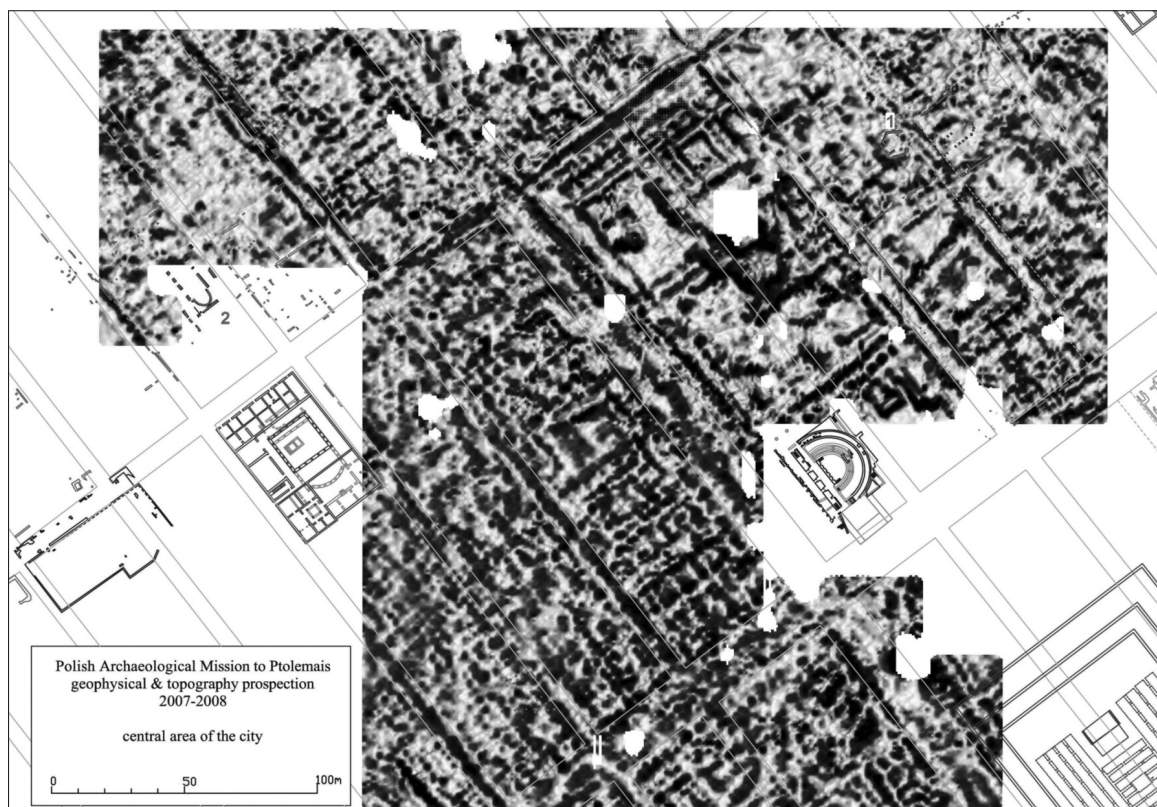 1
2
Polish Archaeological Mission to Ptolemais
geophysical & topography prospection
2007-2008
central area of the city
0 50 100m